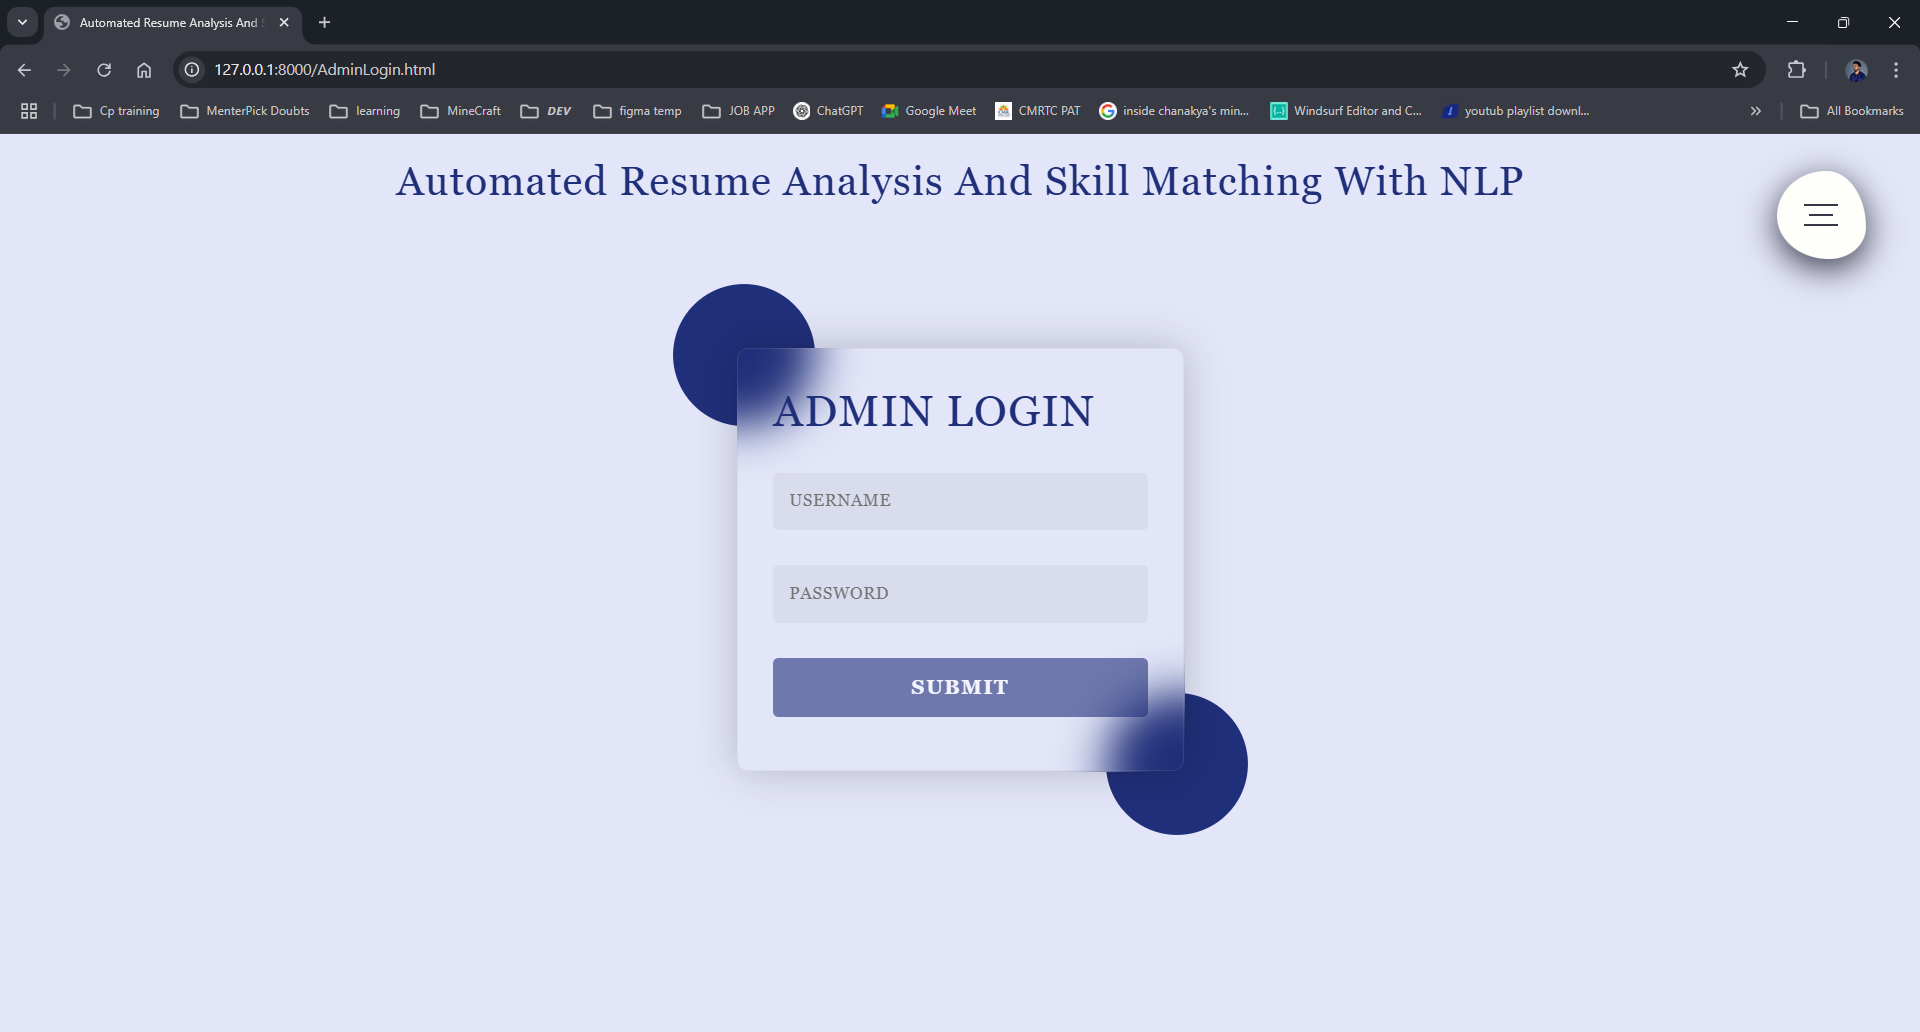 Automated Resume Analysis And
127.0.0.1:8000/AdminLogin.html
Cp training
MenterPick Doubts
learning
MineCraft
DEV
figma temp
JOB APP
ChatGPT
Google Meet
CMRTC PAT
inside chanakya's min...
Windsurf Editor and C...
youtub playlist downl...
All Bookmarks
Automated Resume Analysis And Skill Matching With NLP
ADMIN LOGIN
USERNAME
PASSWORD
SUBMIT